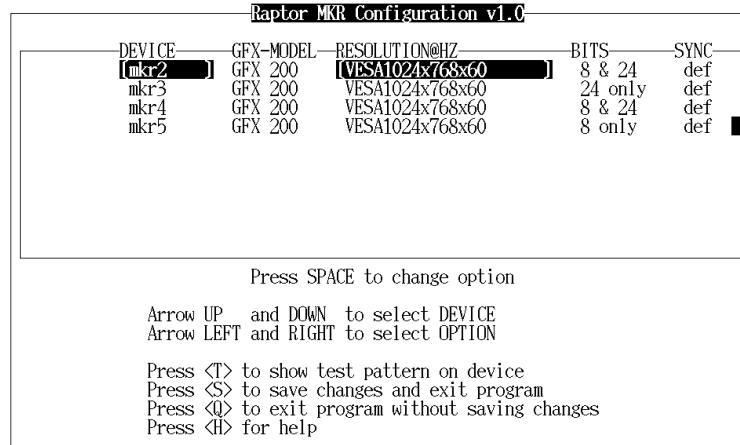 Raptor MKR Configuration v1.0
DEVICE GFX-MODEL RESOLUTION@HZ BITS SYNC
[mkr2 ] GFX 200 [VESA1024x768x60 ] 8 & 24 def
mkr3 GFX 200 VESA1024x768x60 24 only def
mkr4 GFX 200 VESA1024x768x60 8 & 24 def
mkr5 GFX 200 VESA1024x768x60 8 only def
Press SPACE to change option
Arrow UP and DOWN to select DEVICE
Arrow LEFT and RIGHT to select OPTION
Press <T> to show test pattern on device
Press <S> to save changes and exit program
Press <Q> to exit program without saving changes
Press <H> for help